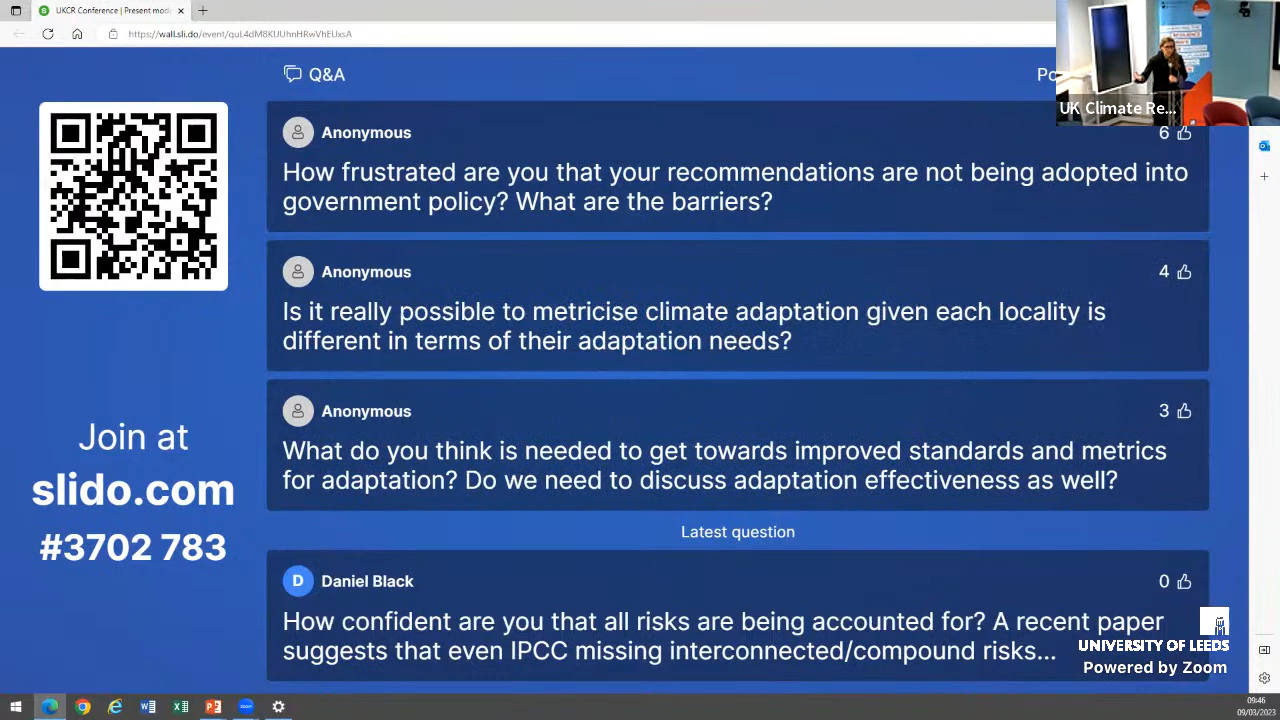 UKCR Conference | Present mod
https://wall.sli.do/event/quL4dM8KUUhnHRwVhEUxsA
Q&A
UK Climate Re...
Join at
slido.com
#3702 783
Anonymous
6
How frustrated are you that your recommendations are not being adopted into
government policy? What are the barriers?
Anonymous
4
Is it really possible to metricise climate adaptation given each locality is
different in terms of their adaptation needs?
Anonymous
3
What do you think is needed to get towards improved standards and metrics
for adaptation? Do we need to discuss adaptation effectiveness as well?
Latest question
D
Daniel Black
0
How confident are you that all risks are being accounted for? A recent paper
suggests that even IPCC missing interconnected/compound risks...
UNIVERSITY OF LEEDS
Powered by Zoom
09:46
09/03/2023